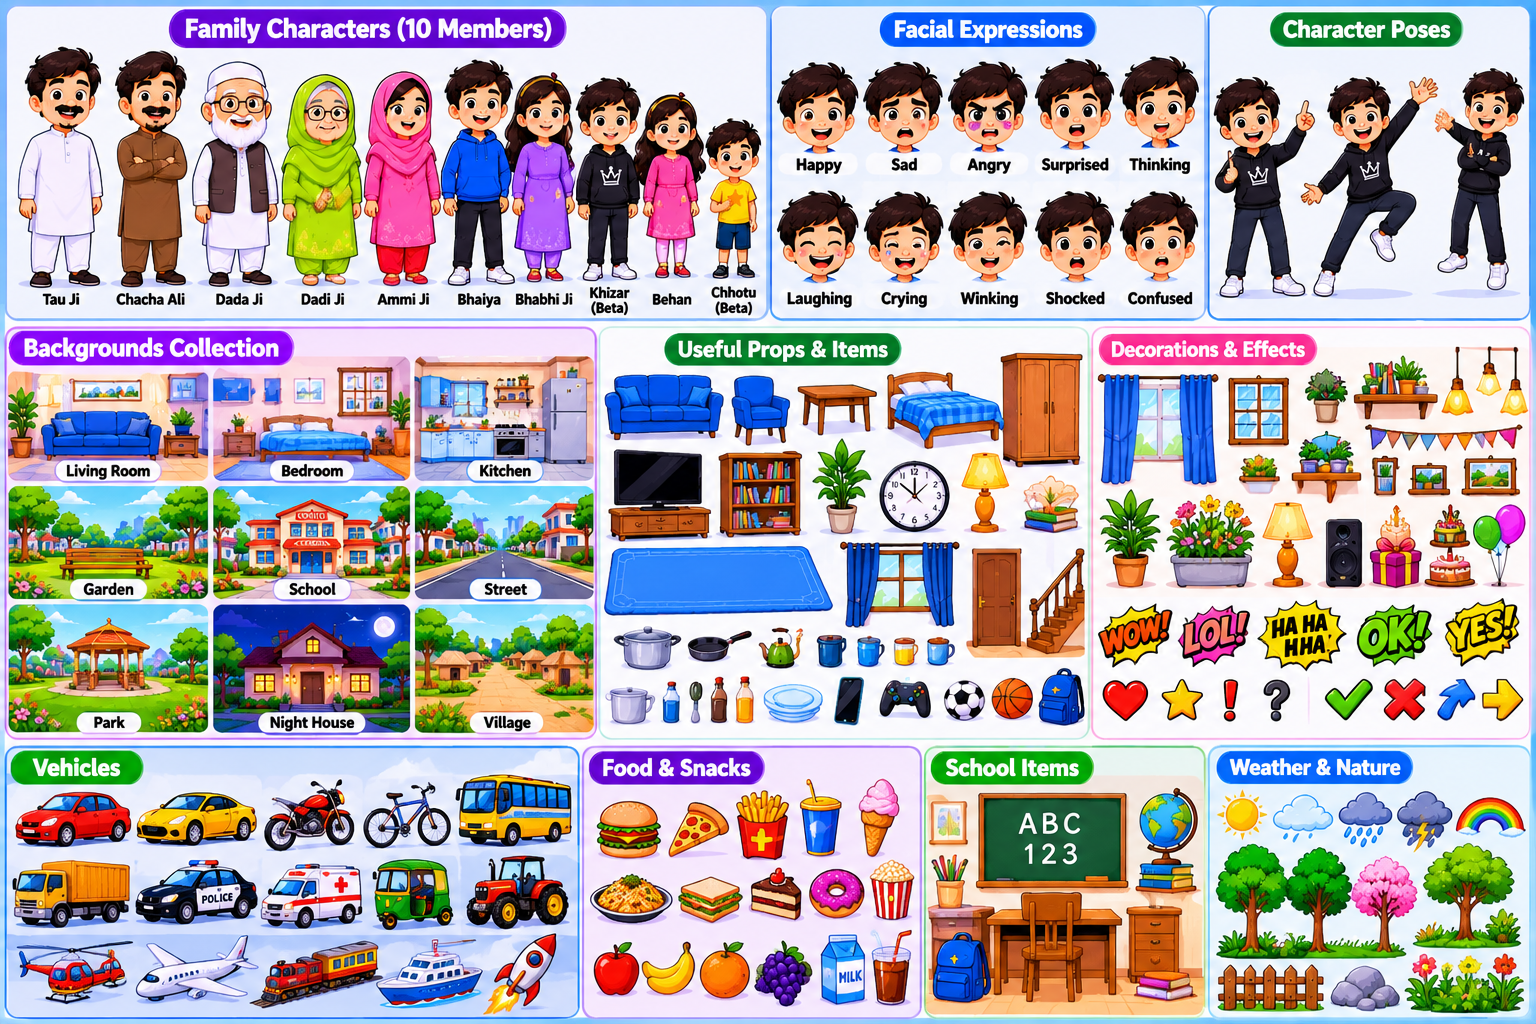 Family Characters (10 Members)
Tau Ji
Chacha Ali
Dada Ji
Dadi Ji
Ammi Ji
Bhaiya
Bhabhi Ji
Khizar
(Beta)
Behan
Chhotu
(Beta)
Facial Expressions
Happy
Sad
Angry
Surprised
Thinking
Laughing
Crying
Winking
Shocked
Confused
Character Poses
Backgrounds Collection
Living Room
Bedroom
Kitchen
Garden
School
Street
Park
Night House
Village
Useful Props & Items
12
Decorations & Effects
WOW!
LOL!
HA HA
HHA!
OK!
YES!
Vehicles
POLICE
Food & Snacks
MILK
School Items
ABC
123
Weather & Nature